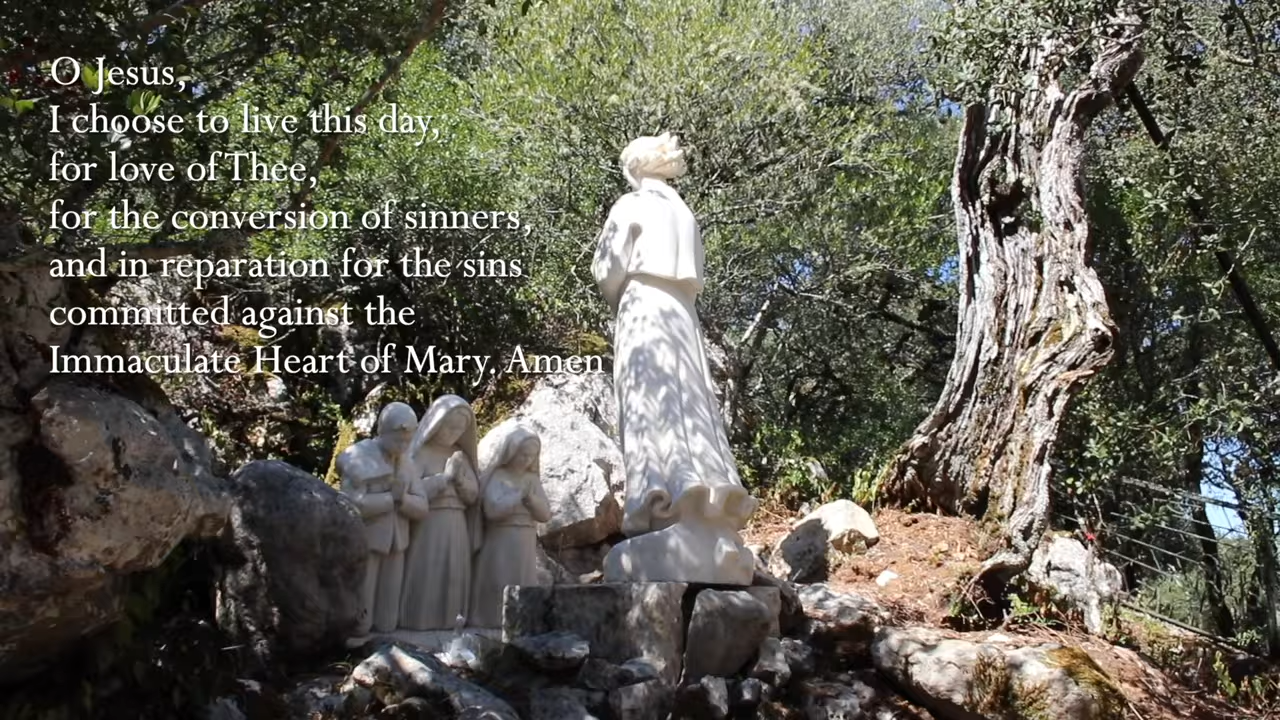 O Jesus,
I choose to live this day,
for love of Thee,
for the conversion of sinners,
and in reparation for the sins
committed against the
Immaculate Heart of Mary. Amen